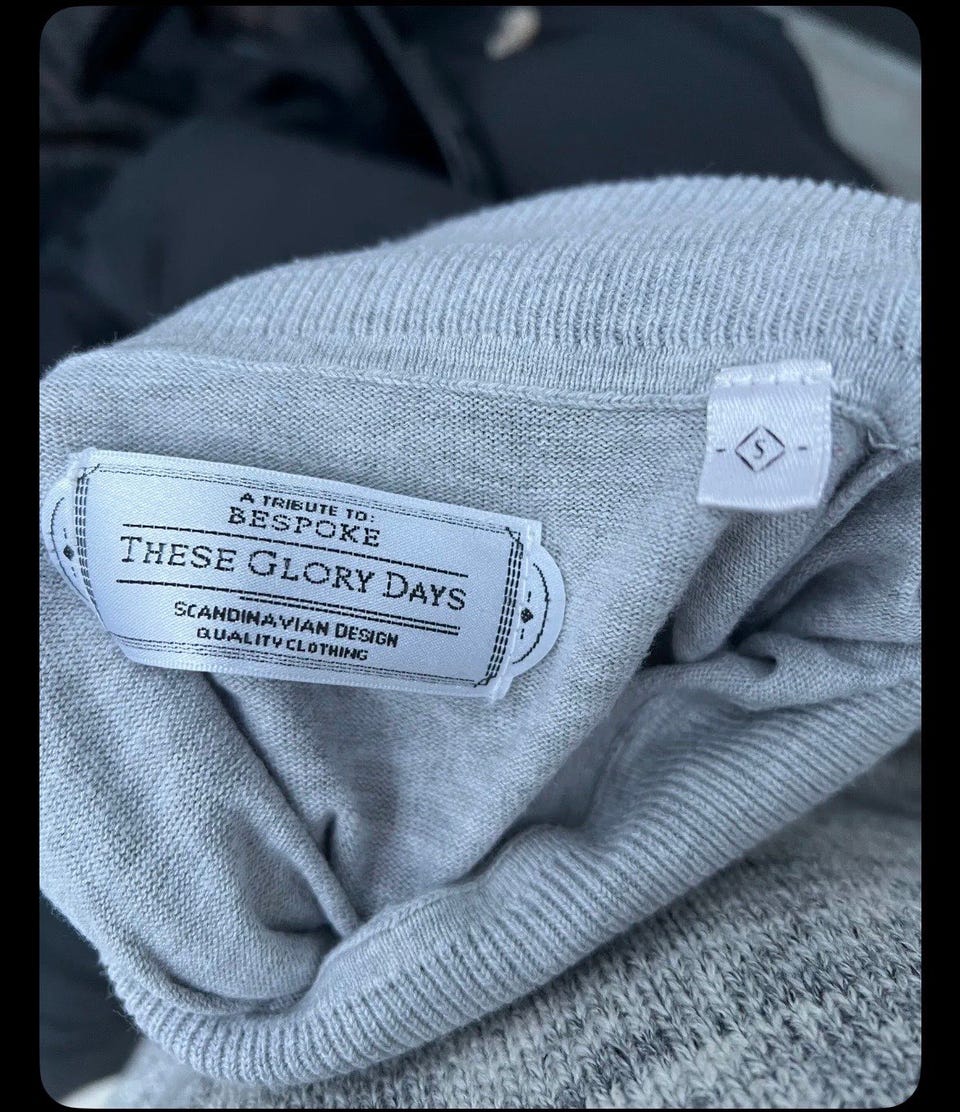 A TRIBUTE TO:
BESPOKE
THESE GLORY DAYS
SCANDINAVIAN DESIGN
QUALITY CLOTHING
S